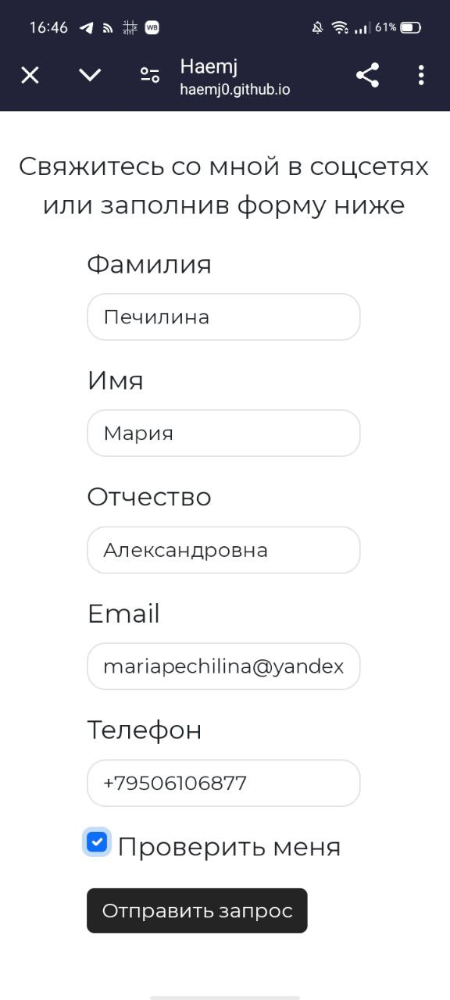 16:46
WB
61%
Haemj
haemj0.github.io
Свяжитесь со мной в соцсетях
или заполнив форму ниже
Фамилия
Печилина
Имя
Мария
Отчество
Александровна
Email
mariapechilina@yandex
Телефон
+79506106877
Проверить меня
Отправить запрос